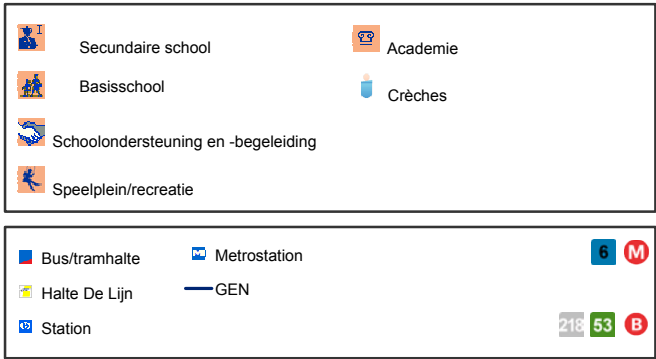 Secundaire school
Academie
Basisschool
Crèches
Schoolondersteuning en -begeleiding
Speelplein/recreatie
Bus/tramhalte
Metrostation
6 M
Halte De Lijn
GEN
Station
218 53 B